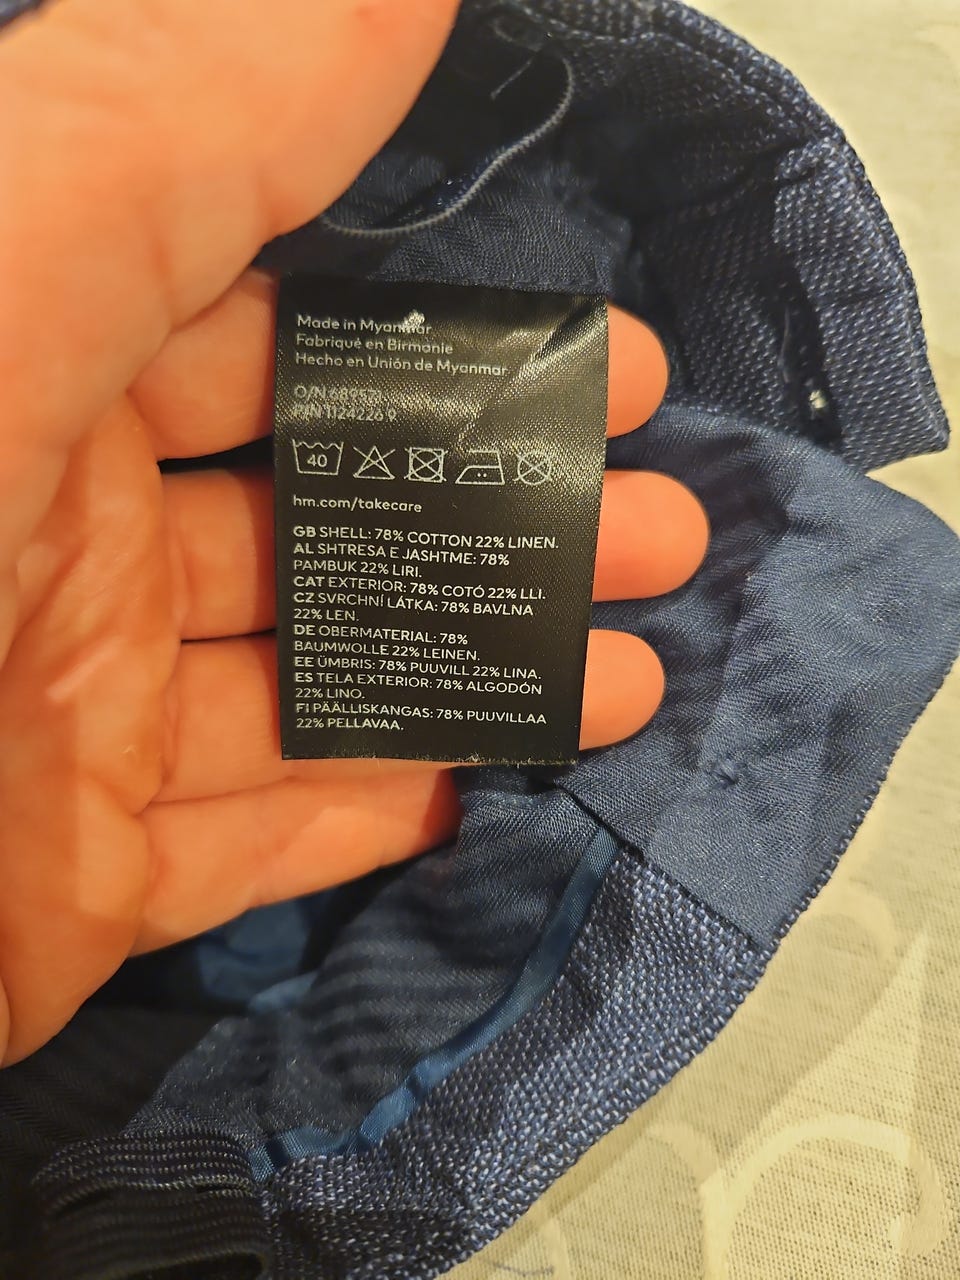 Made in Myanmar
Fabriqué en Birmanie
Hecho en Unión de Myanmar
O/N
P/N 1124226
40
hm.com/takecare
GB SHELL: 78% COTTON 22% LINEN.
AL SHTRESA E JASHTME: 78%
PAMBUK 22% LIRI.
CAT EXTERIOR: 78% COTÓ 22% LLI.
CZ SVRCHNÍ LÁTKA: 78% BAVLNA
22% LEN.
DE OBERMATERIAL: 78%
BAUMWOLLE 22% LEINEN.
EE ÜMBRIS: 78% PUUVILL 22% LINA.
ES TELA EXTERIOR: 78% ALGODÓN
22% LINO.
FI PÄÄLLISKANGAS: 78% PUUVILLAA
22% PELLAVAA.